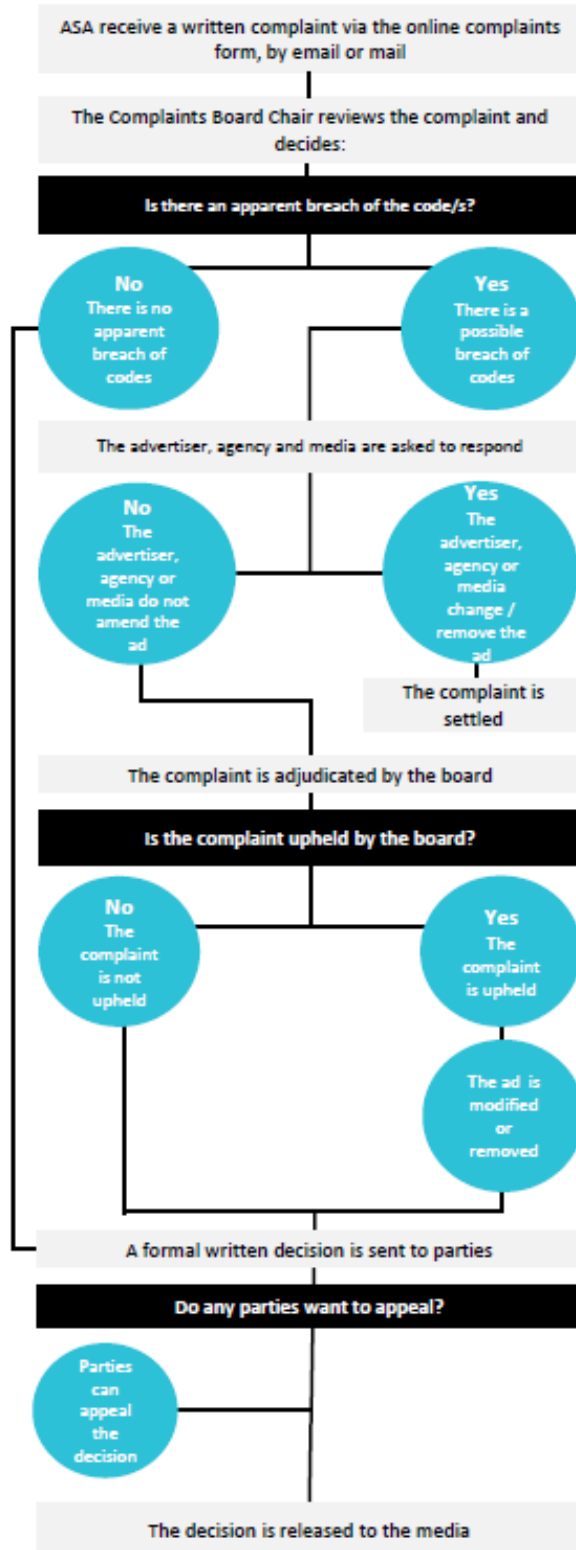 ASA receive a written complaint via the online complaints
form, by email or mail
The Complaints Board Chair reviews the complaint and
decides:
Is there an apparent breach of the code/s?
No
There is no
apparent
breach of
codes
Yes
There is a
possible
breach of
codes
The advertiser, agency and media are asked to respond
No
The
advertiser,
agency or
media do not
amend the
ad
Yes
The
advertiser,
agency or
media
change /
remove the
ad
The complaint is
settled
The complaint is adjudicated by the board
Is the complaint upheld by the board?
No
The
complaint
is not
upheld
Yes
The
complaint
is upheld
The ad is
modified
or
removed
A formal written decision is sent to parties
Do any parties want to appeal?
Parties
can
appeal
the
decision
The decision is released to the media